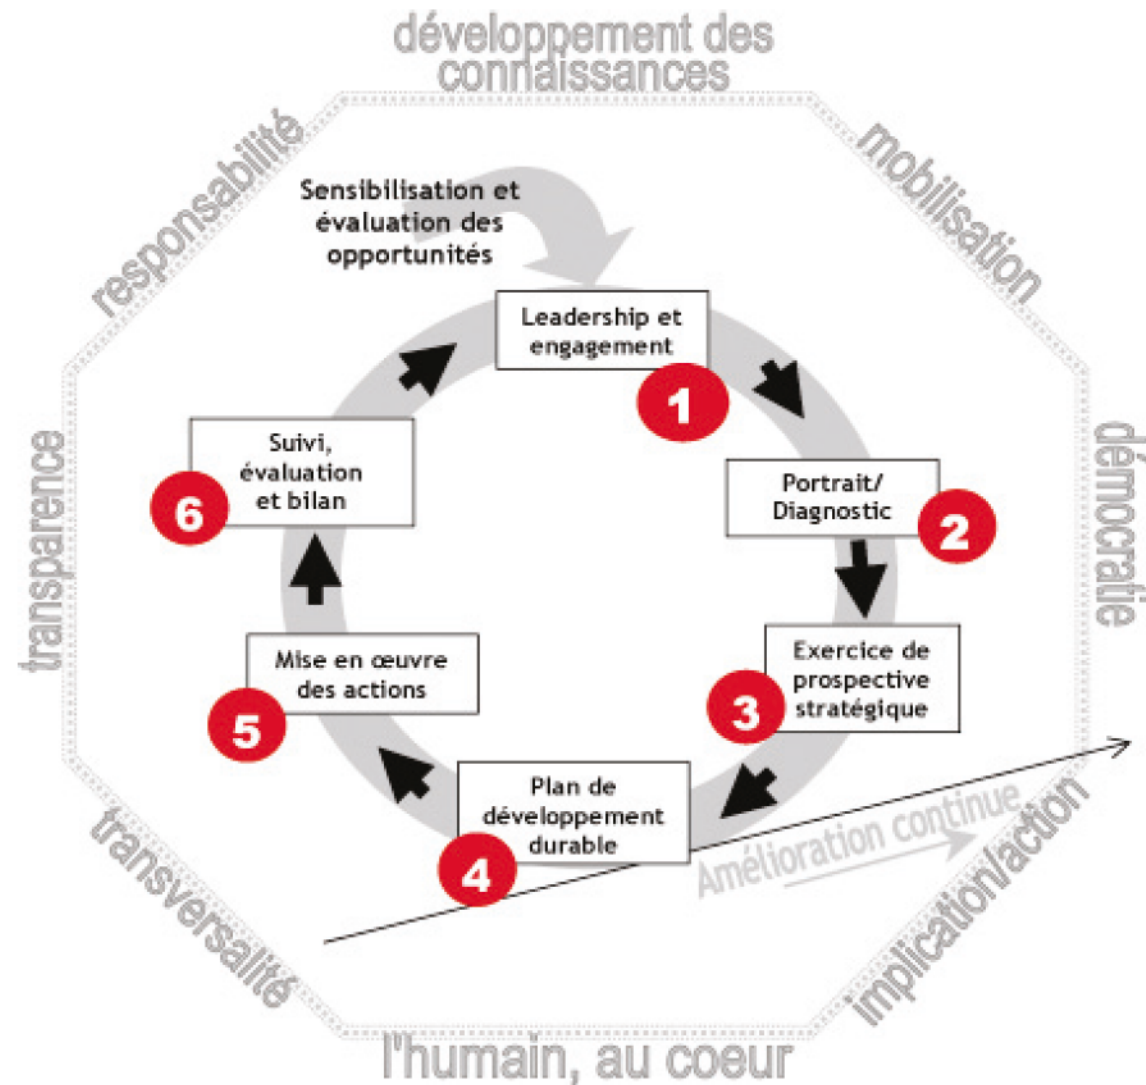 développement des
connaissances
responsabilité
mobilisation
Sensibilisation et
évaluation des
opportunités
Leadership et
engagement
1
Portrait/
Diagnostic
2
Exercice de
prospective
stratégique
3
Plan de
développement
durable
4
Mise en œuvre
des actions
5
Suivi,
évaluation
et bilan
6
transparence
démocratie
Amélioration continue
transversalité
implication/action
l'humain, au coeur